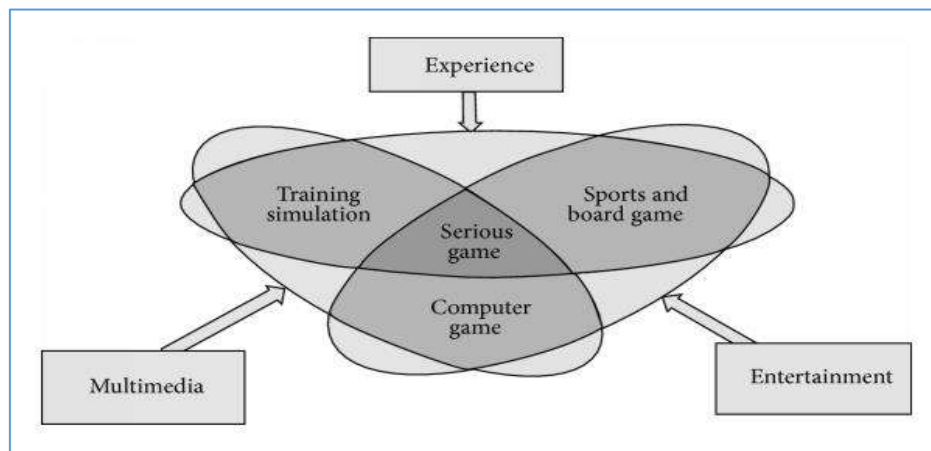 Experience
Training
simulation
Sports and
board game
Serious
game
Computer
game
Multimedia
Entertainment